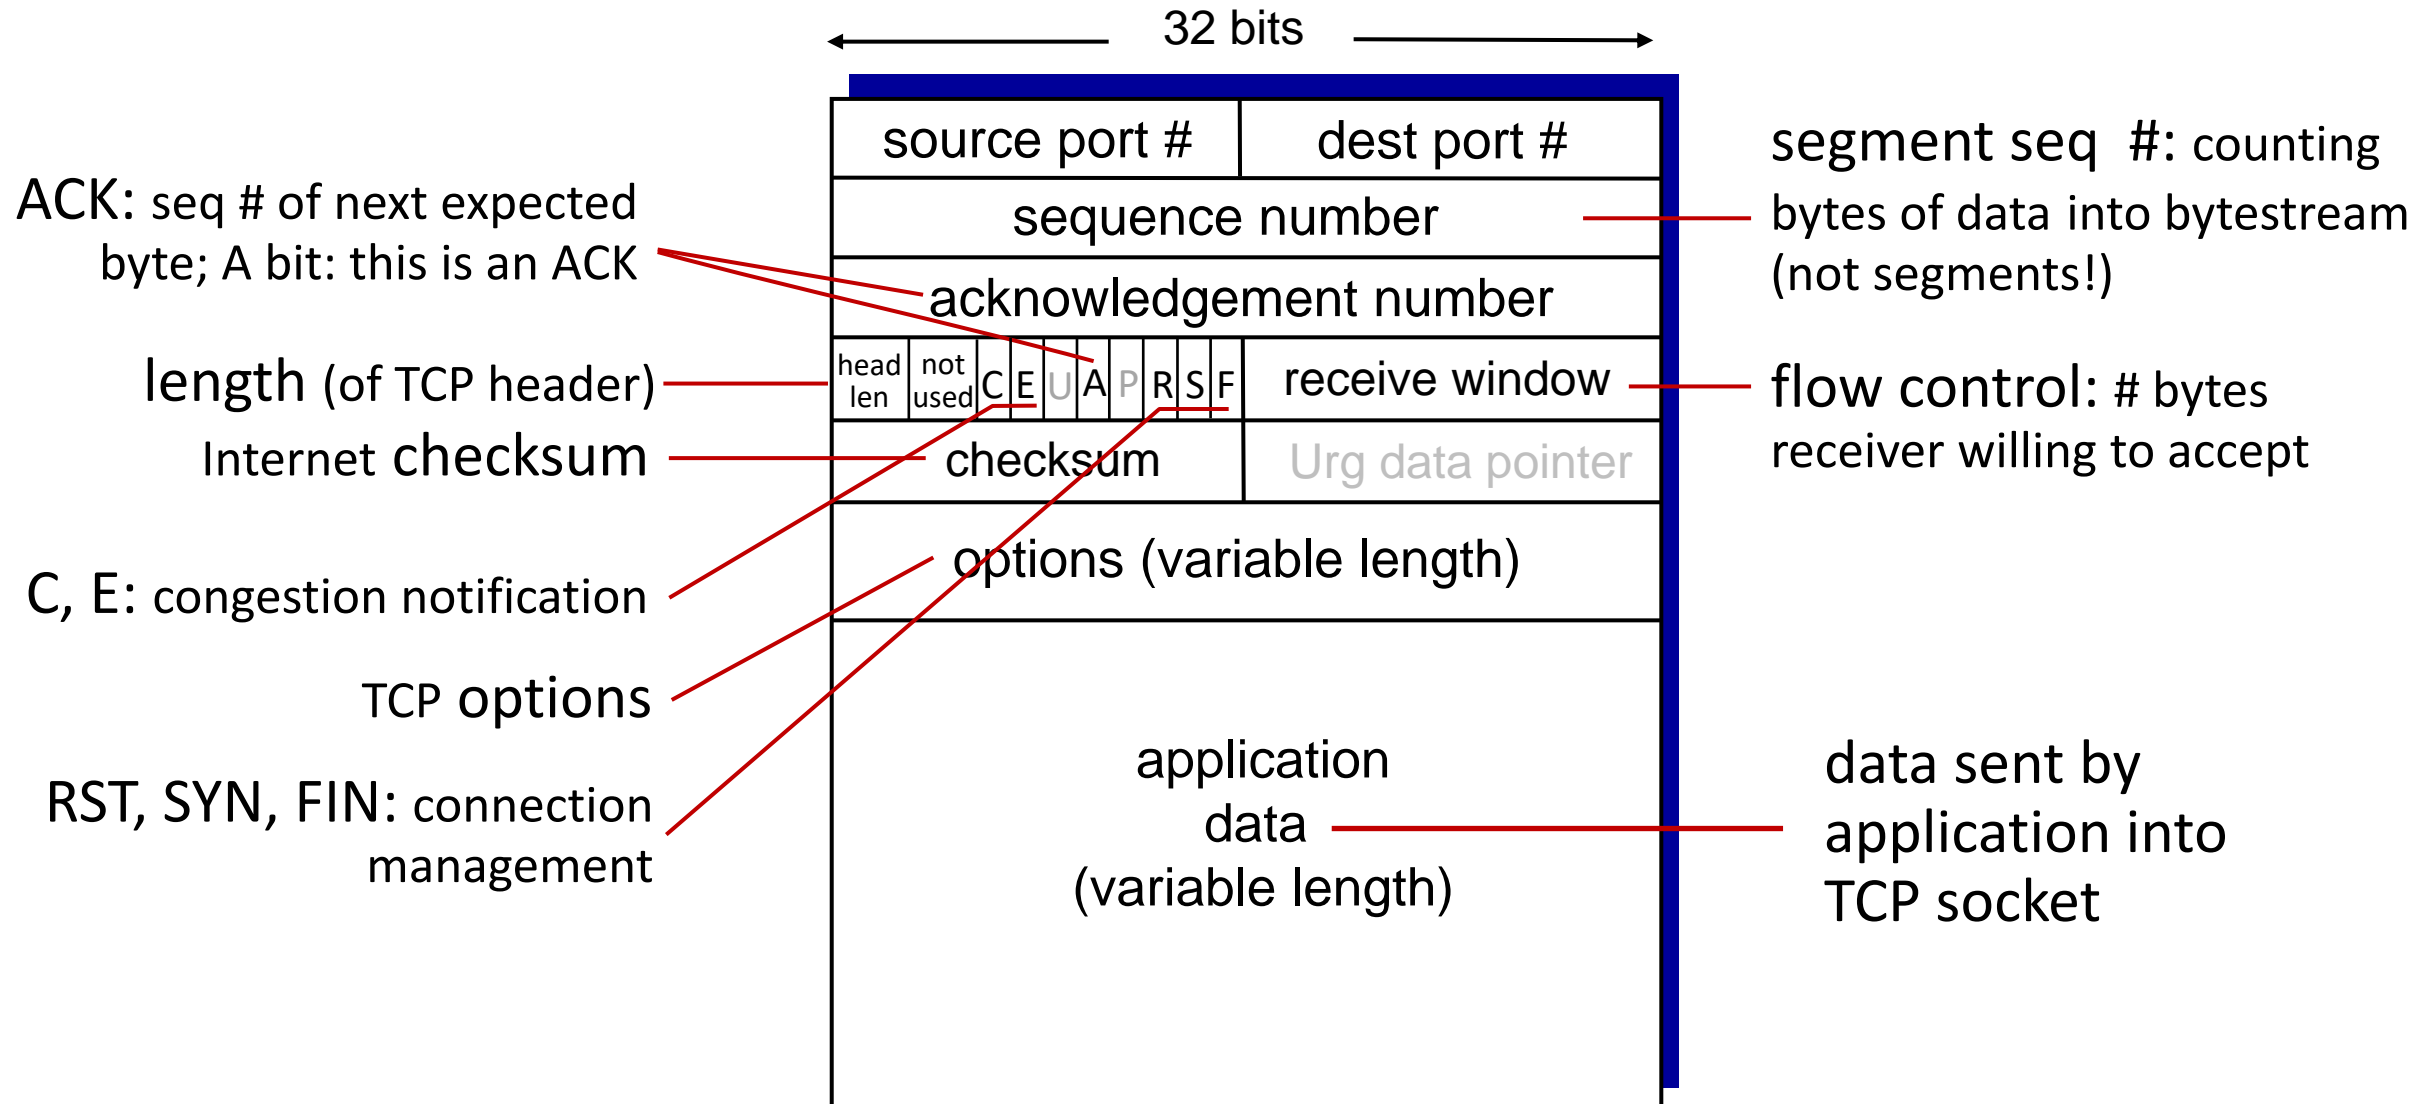 32 bits
source port #
dest port #
segment seq #: counting
bytes of data into bytestream
(not segments!)
ACK: seq # of next expected
byte; A bit: this is an ACK
sequence number
acknowledgement number
length (of TCP header)
head
len
not
used
C
E
U
A
P
R
S
F
receive window
flow control: # bytes
receiver willing to accept
Internet checksum
checksum
Urg data pointer
options (variable length)
C, E: congestion notification
TCP options
RST, SYN, FIN: connection
management
application
data
(variable length)
data sent by
application into
TCP socket